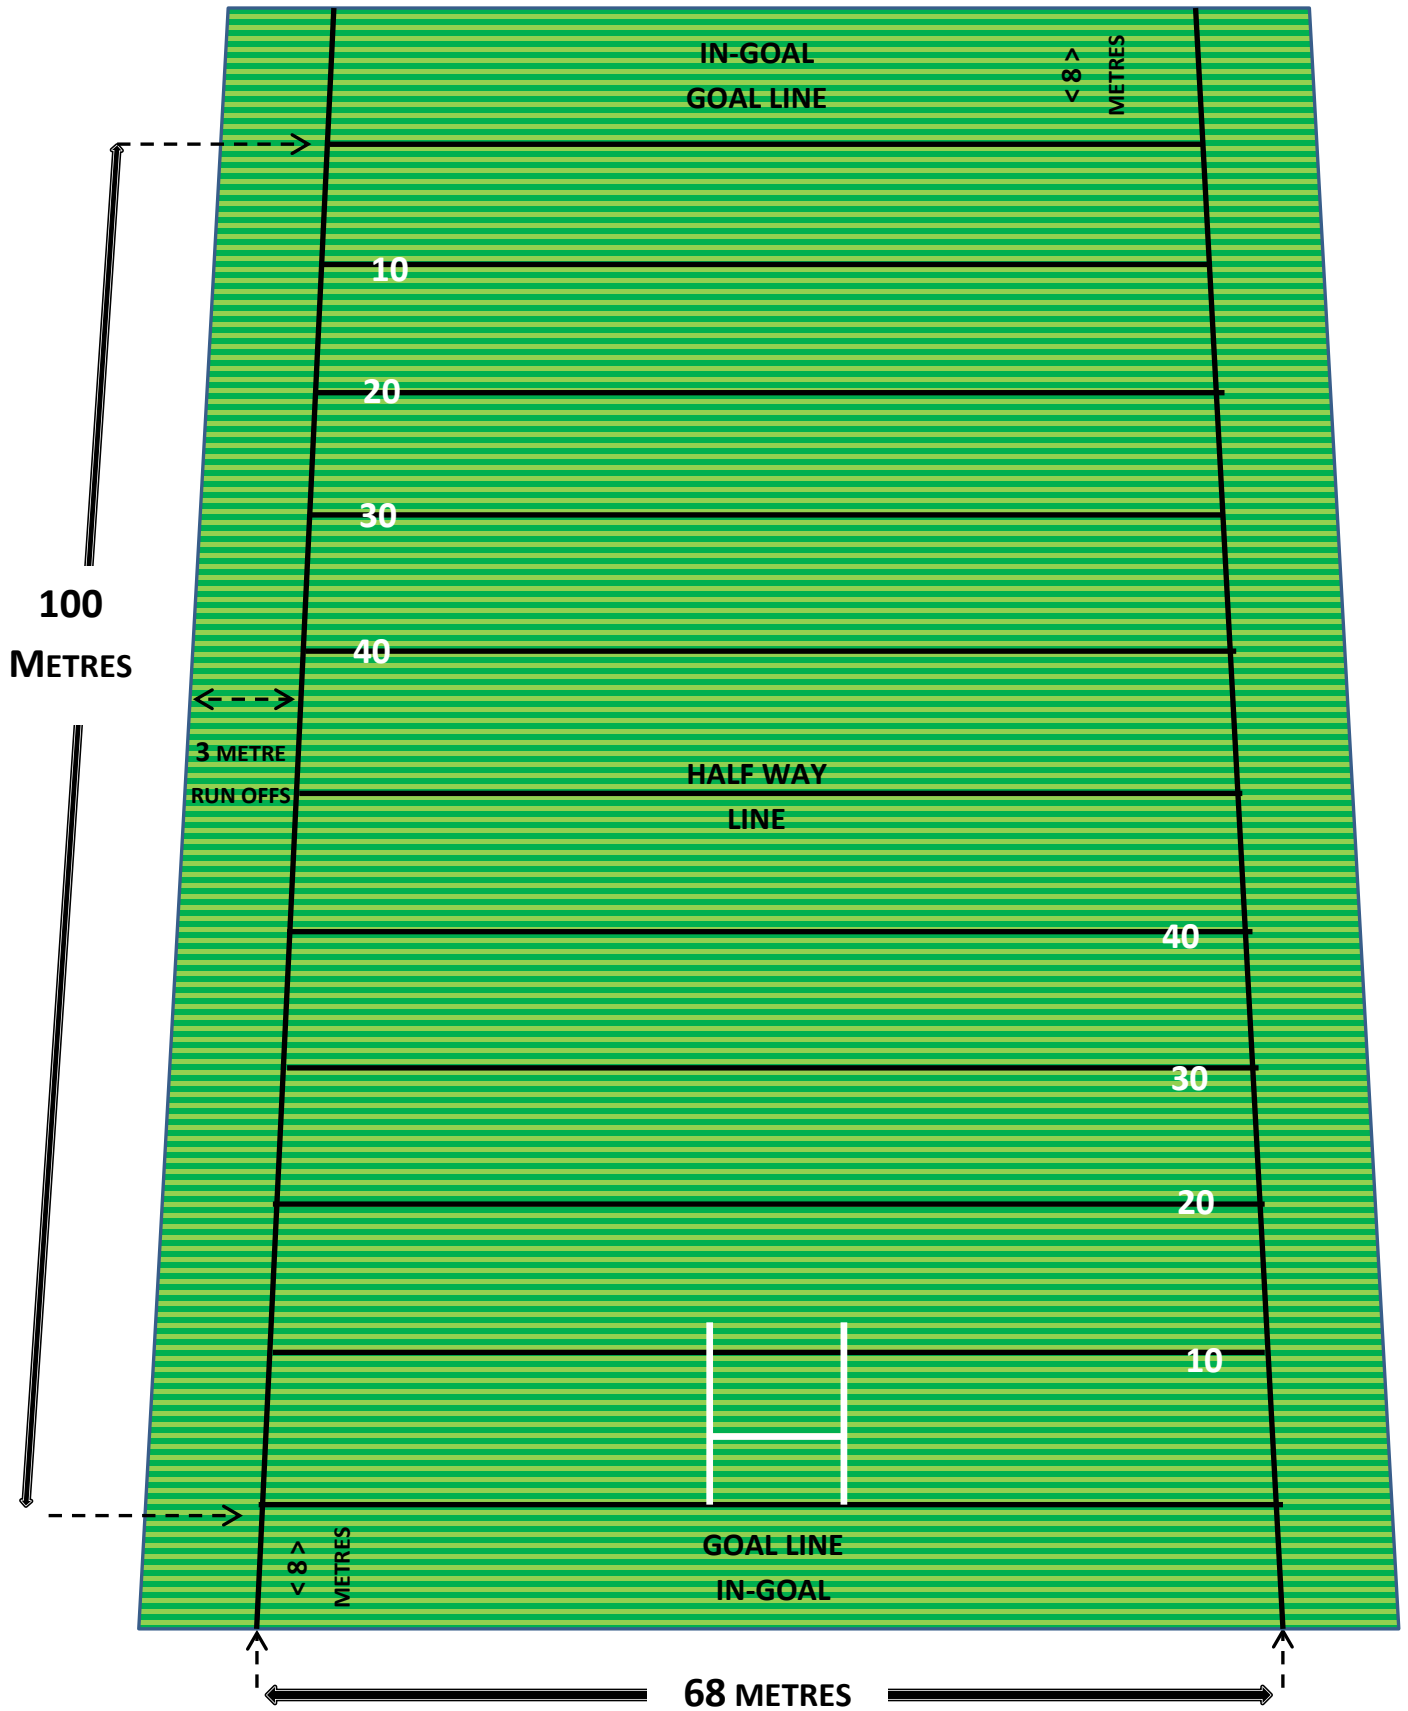 IN-GOAL
GOAL LINE
< 8 >
METRES
10
20
30
100
METRES
40
3 METRE
RUN OFFS
HALF WAY
LINE
40
30
20
10
< 8 >
METRES
GOAL LINE
IN-GOAL
68 METRES